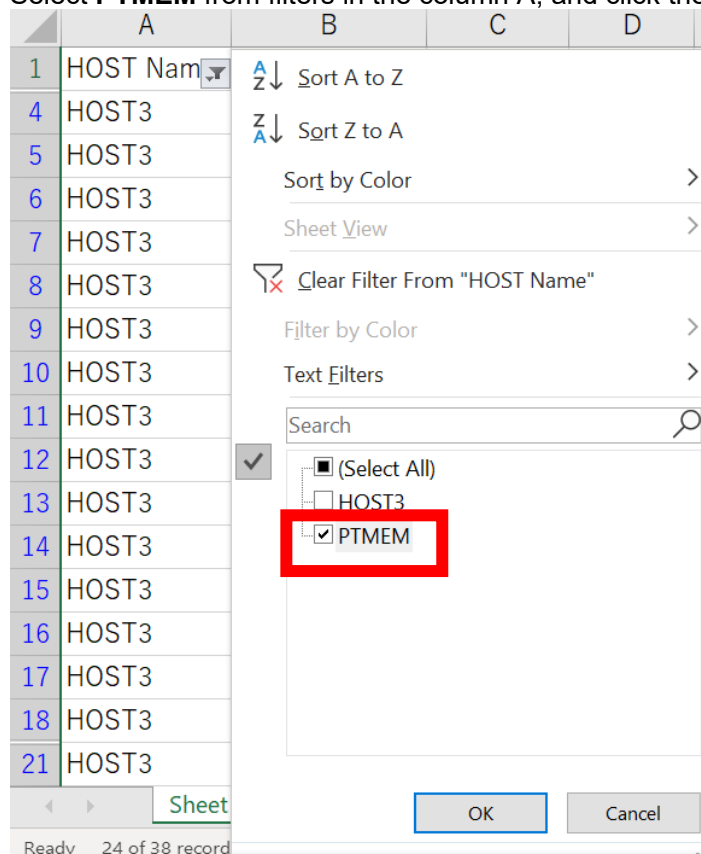 Select PTMEM from filters in the column A, and click the
A B C D
1 HOST Nam
Sort A to Z
4 HOST3
Sort Z to A
5 HOST3
Sort by Color
6 HOST3
Sheet View
7 HOST3
8 HOST3
Clear Filter From "HOST Name"
9 HOST3
Filter by Color
10 HOST3
Text Filters
11 HOST3
Search
12 HOST3
(Select All)
13 HOST3
HOST3
14 HOST3
PTMEM
15 HOST3
16 HOST3
17 HOST3
18 HOST3
21 HOST3
Sheet
OK Cancel
Ready 24 of 38 record